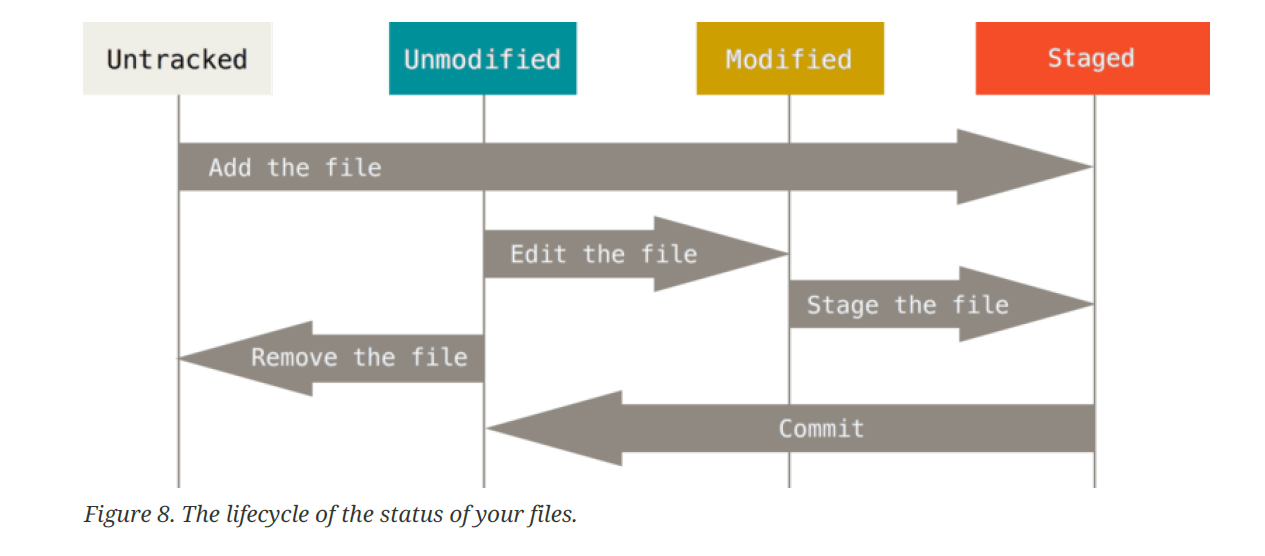 Untracked
Unmodified
Modified
Staged
Add the file
Edit the file
Stage the file
Remove the file
Commit
Figure 8. The lifecycle of the status of your files.